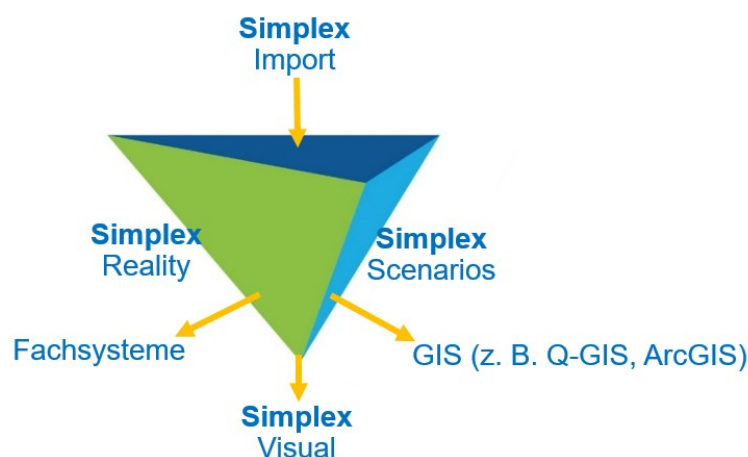 Simplex
Import
Simplex
Reality
Simplex
Scenarios
Fachsysteme
GIS (z. B. Q-GIS, ArcGIS)
Simplex
Visual